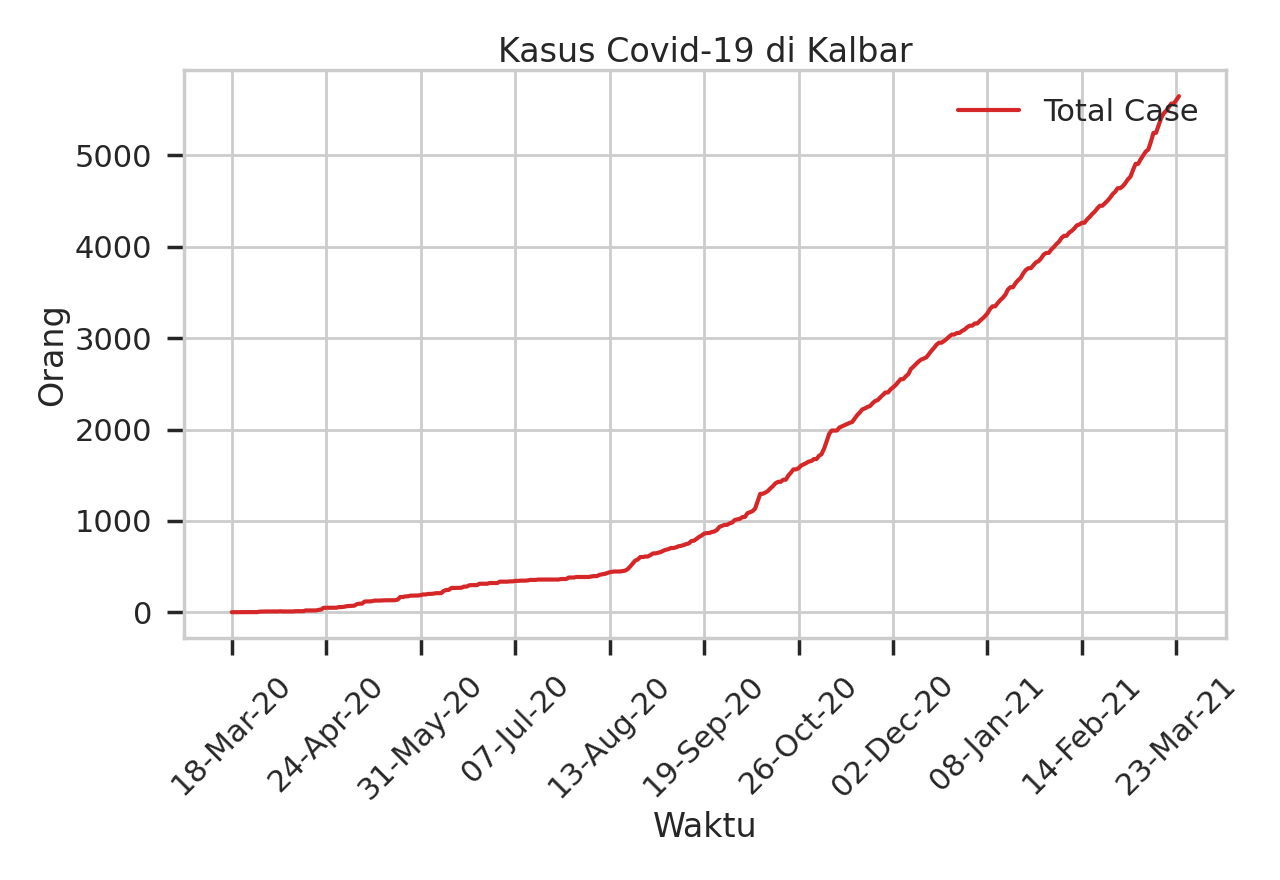 Kasus Covid-19 di Kalbar
Total Case
Orang
5000
4000
3000
2000
1000
0
18-Mar-20
24-Apr-20
31-May-20
07-Jul-20
13-Aug-20
19-Sep-20
26-Oct-20
02-Dec-20
08-Jan-21
14-Feb-21
23-Mar-21
Waktu